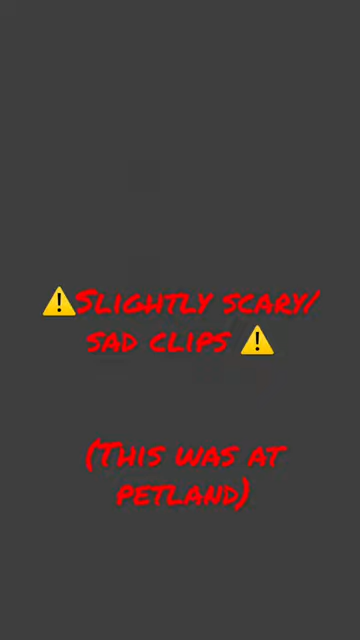 ⚠️Slightly scary/
sad clips ⚠️
(This was at
petland)